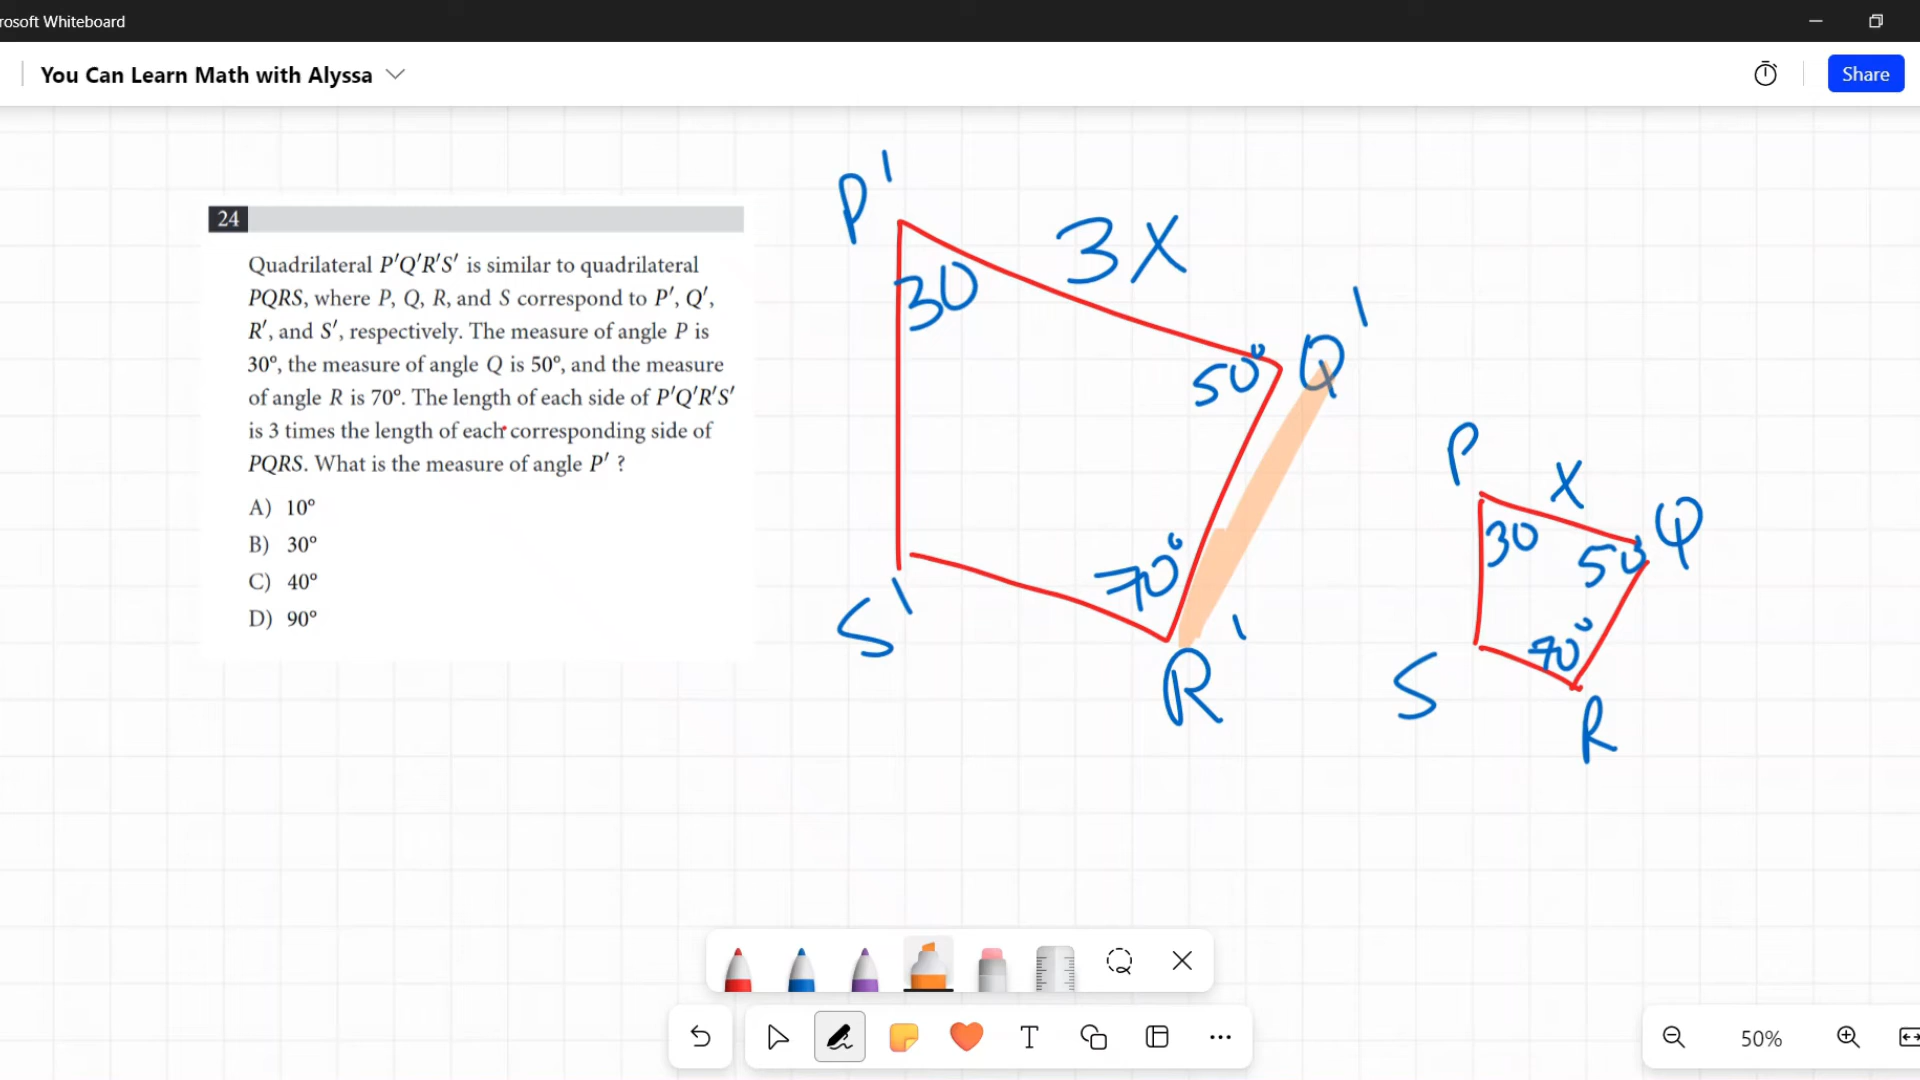 rosoft Whiteboard
You Can Learn Math with Alyssa
Share
24
Quadrilateral P′Q′R′S′ is similar to quadrilateral
PQRS, where P, Q, R, and S correspond to P′, Q′,
R′, and S′, respectively. The measure of angle P is
30°, the measure of angle Q is 50°, and the measure
of angle R is 70°. The length of each side of P′Q′R′S′
is 3 times the length of each corresponding side of
PQRS. What is the measure of angle P′ ?
A) 10°
B) 30°
C) 40°
D) 90°
P'
3X
30
Q'
50°
70°
S'
R'
P
X
Q
30
50°
70°
S
R
T
50%